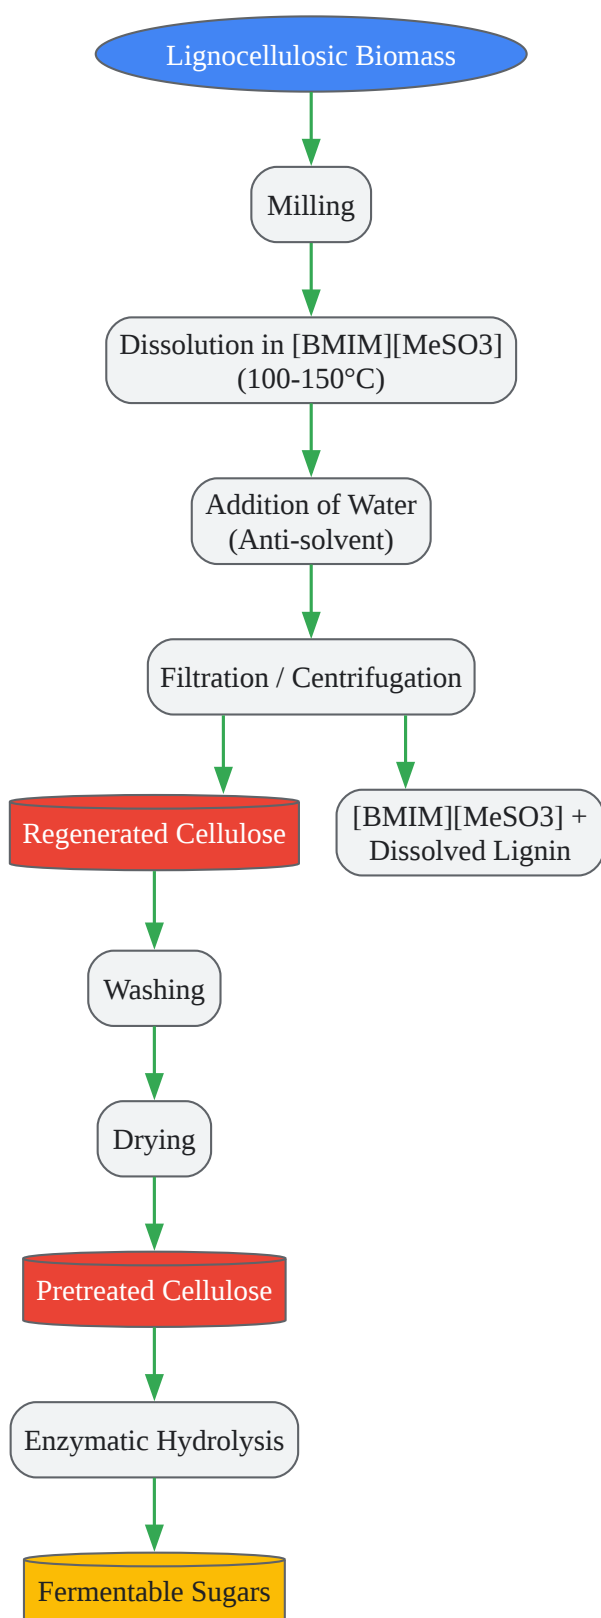 Lignocellulosic Biomass
Milling
Dissolution in [BMIM][MeSO3]
(100-150°C)
Addition of Water
(Anti-solvent)
Filtration / Centrifugation
Regenerated Cellulose
[BMIM][MeSO3] +
Dissolved Lignin
Washing
Drying
Pretreated Cellulose
Enzymatic Hydrolysis
Fermentable Sugars